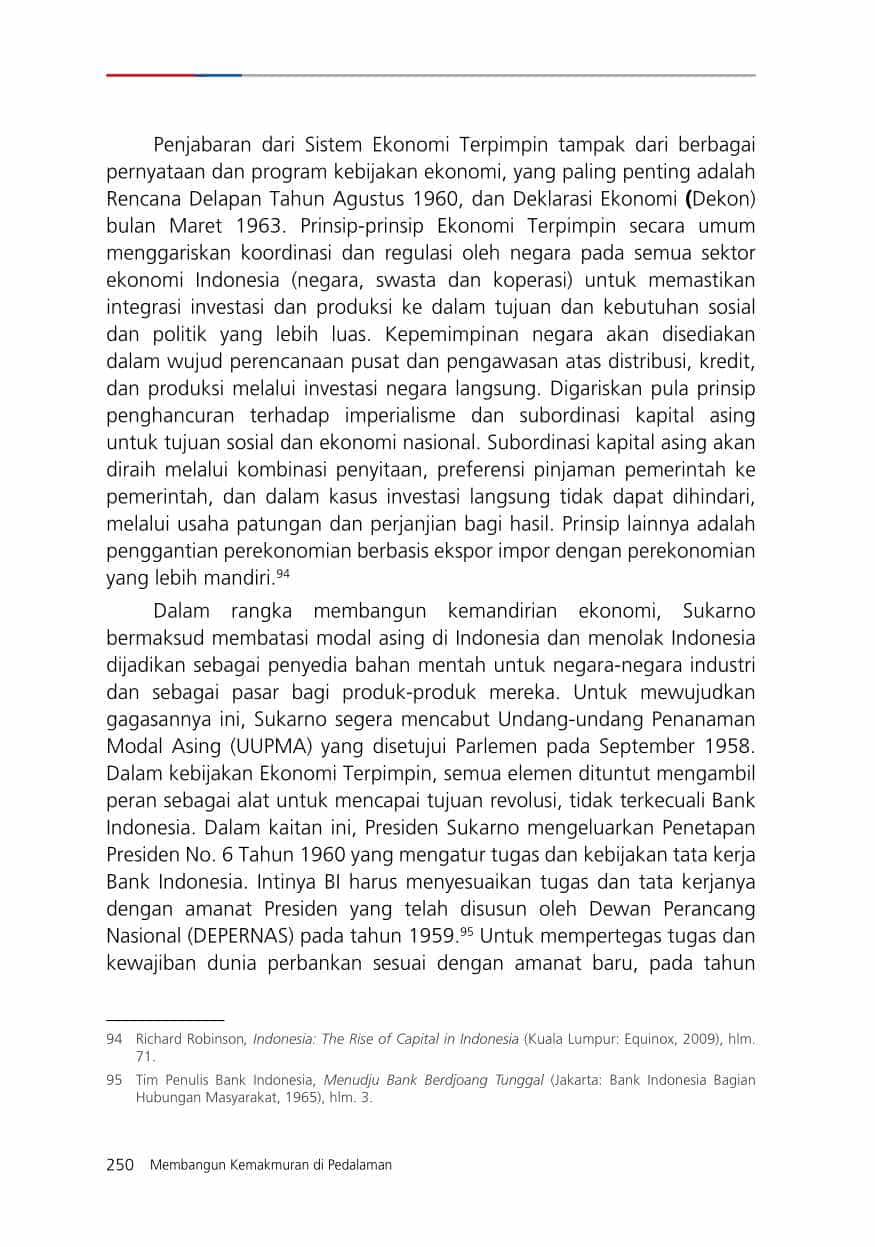 Penjabaran dari Sistem Ekonomi Terpimpin tampak dari berbagai
pernyataan dan program kebijakan ekonomi, yang paling penting adalah
Rencana Delapan Tahun Agustus 1960, dan Deklarasi Ekonomi (Dekon)
bulan Maret 1963. Prinsip-prinsip Ekonomi Terpimpin secara umum
menggariskan koordinasi dan regulasi oleh negara pada semua sektor
ekonomi Indonesia (negara, swasta dan koperasi) untuk memastikan
integrasi investasi dan produksi ke dalam tujuan dan kebutuhan sosial
dan politik yang lebih luas. Kepemimpinan negara akan disediakan
dalam wujud perencanaan pusat dan pengawasan atas distribusi, kredit,
dan produksi melalui investasi negara langsung. Digariskan pula prinsip
penghancuran terhadap imperialisme dan subordinasi kapital asing
untuk tujuan sosial dan ekonomi nasional. Subordinasi kapital asing akan
diraih melalui kombinasi penyitaan, preferensi pinjaman pemerintah ke
pemerintah, dan dalam kasus investasi langsung tidak dapat dihindari,
melalui usaha patungan dan perjanjian bagi hasil. Prinsip lainnya adalah
penggantian perekonomian berbasis ekspor impor dengan perekonomian
yang lebih mandiri.94
Dalam rangka membangun kemandirian ekonomi, Sukarno
bermaksud membatasi modal asing di Indonesia dan menolak Indonesia
dijadikan sebagai penyedia bahan mentah untuk negara-negara industri
dan sebagai pasar bagi produk-produk mereka. Untuk mewujudkan
gagasannya ini, Sukarno segera mencabut Undang-undang Penanaman
Modal Asing (UUPMA) yang disetujui Parlemen pada September 1958.
Dalam kebijakan Ekonomi Terpimpin, semua elemen dituntut mengambil
peran sebagai alat untuk mencapai tujuan revolusi, tidak terkecuali Bank
Indonesia. Dalam kaitan ini, Presiden Sukarno mengeluarkan Penetapan
Presiden No. 6 Tahun 1960 yang mengatur tugas dan kebijakan tata kerja
Bank Indonesia. Intinya BI harus menyesuaikan tugas dan tata kerjanya
dengan amanat Presiden yang telah disusun oleh Dewan Perancang
Nasional (DEPERNAS) pada tahun 1959.95 Untuk mempertegas tugas dan
kewajiban dunia perbankan sesuai dengan amanat baru, pada tahun
94 Richard Robinson, Indonesia: The Rise of Capital in Indonesia (Kuala Lumpur: Equinox, 2009), hlm.
71.
95 Tim Penulis Bank Indonesia, Menudju Bank Berdjoang Tunggal (Jakarta: Bank Indonesia Bagian
Hubungan Masyarakat, 1965), hlm. 3.
250 Membangun Kemakmuran di Pedalaman